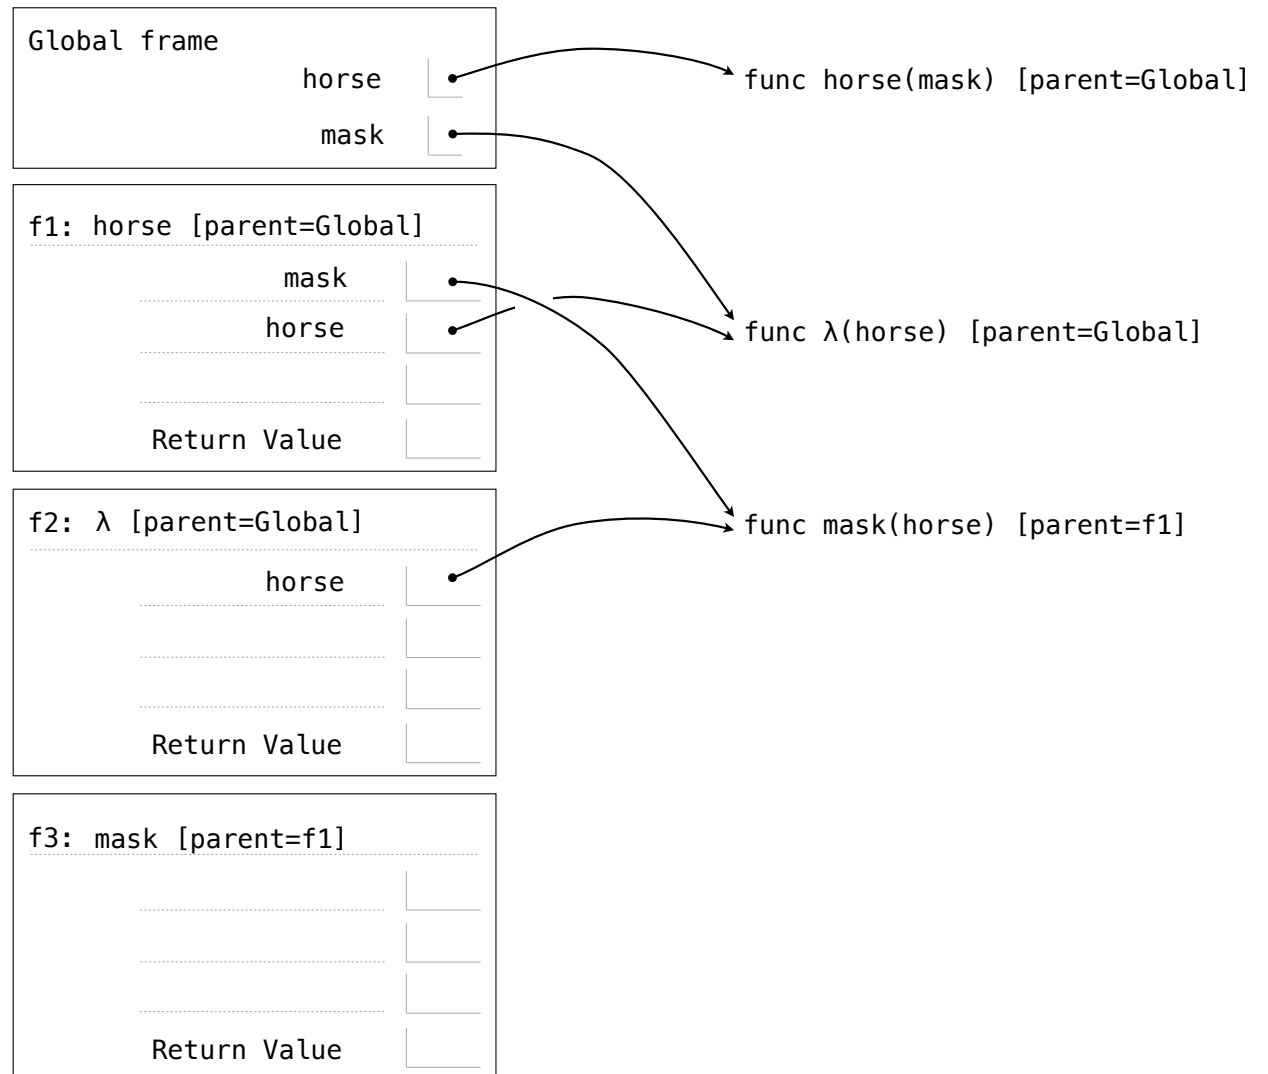 Global frame
horse
func horse(mask) [parent=Global]
mask
f1: horse [parent=Global]
mask
horse
func λ(horse) [parent=Global]
Return Value
f2: λ [parent=Global]
func mask(horse) [parent=f1]
horse
Return Value
f3: mask [parent=f1]
Return Value